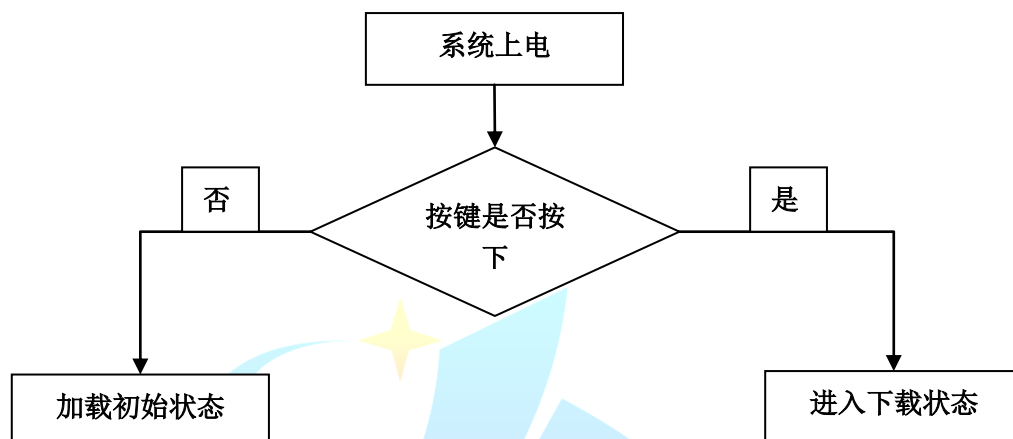 系统上电
否
是
按键是否按
下
加载初始状态
进入下载状态